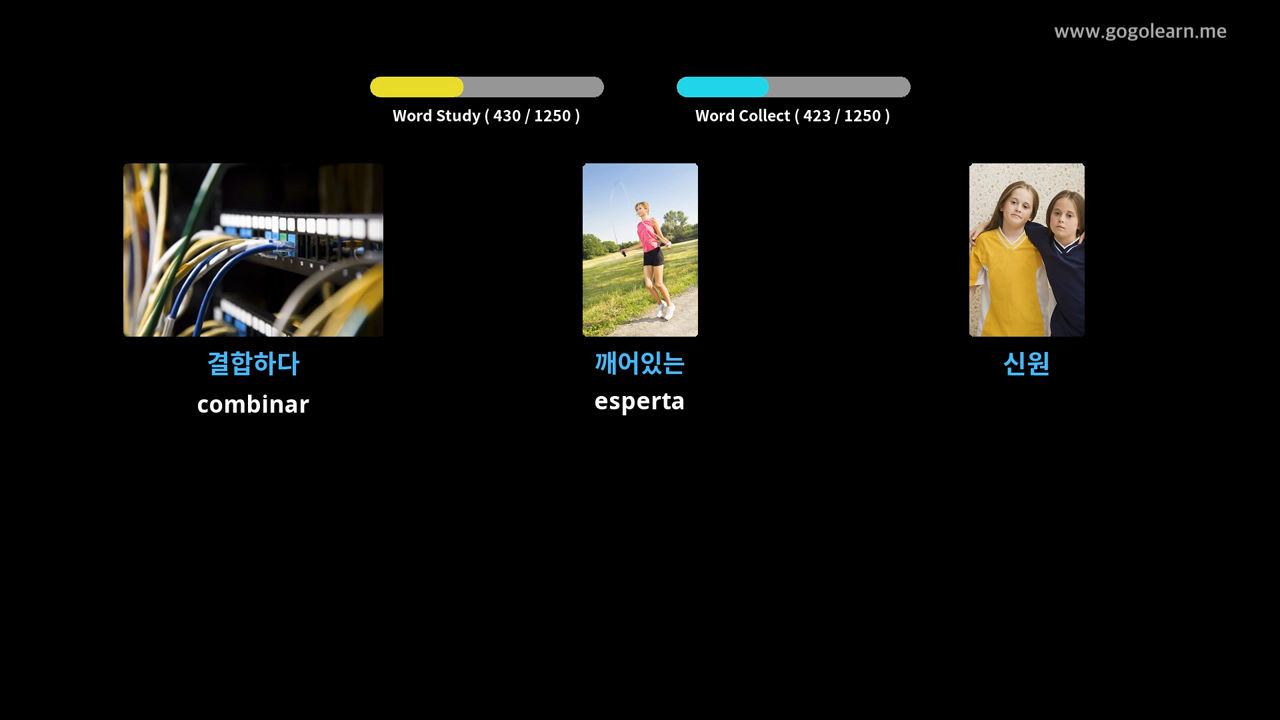 www.gogolearn.me
Word Study ( 430 / 1250 )
Word Collect ( 423 / 1250 )
결합하다
combinar
깨어있는
esperta
신원